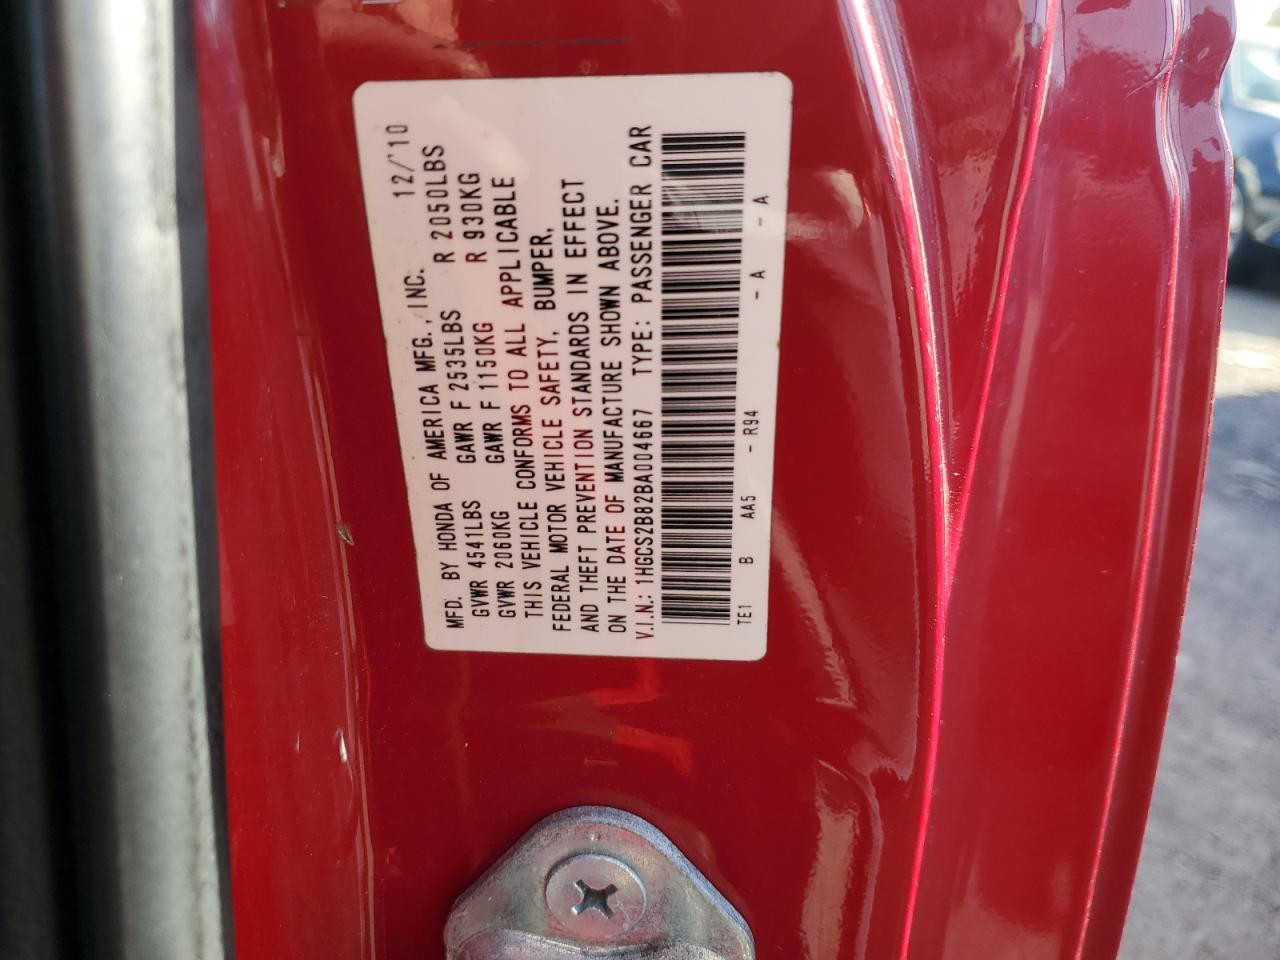 MFD. BY HONDA OF AMERICA MFG., INC. 12/'10
GVWR 4541LBS GAWR F 2535LBS R 2050LBS
GVWR 2060KG GAWR F 1150KG R 930KG
THIS VEHICLE CONFORMS TO ALL APPLICABLE
FEDERAL MOTOR VEHICLE SAFETY, BUMPER,
AND THEFT PREVENTION STANDARDS IN EFFECT
ON THE DATE OF MANUFACTURE SHOWN ABOVE.
V.I.N.: 1HGCS2B82BA004667 TYPE: PASSENGER CAR
TE1 B AA5 - R94 - A - A